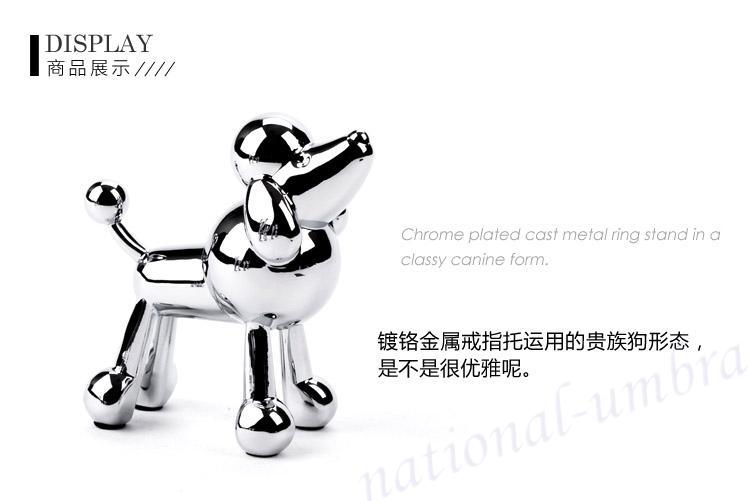 DISPLAY
商品展示////
Chrome plated cast metal ring stand in a
classy canine form.
镀铬金属戒指托运用的贵族狗形态，
是不是很优雅呢。
national-umbra